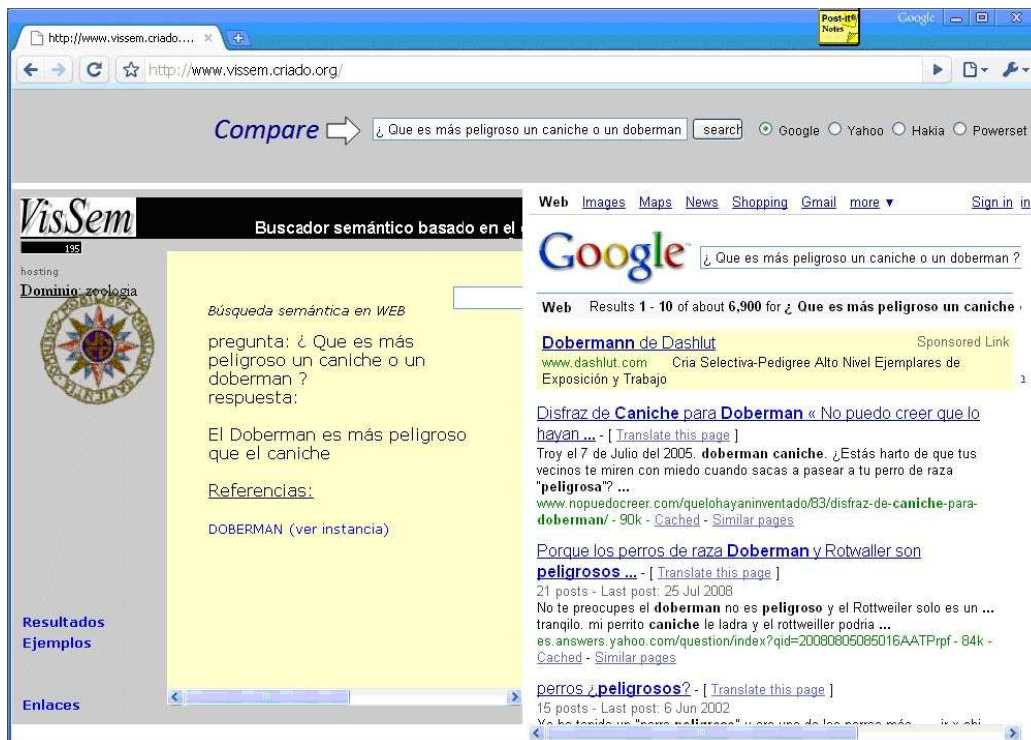 Post-it®
Notes
Google
http://www.vissem.criado....
http://www.vissem.criado.org/
Compare
¿ Que es más peligroso un caniche o un doberman
search
Google
Yahoo
Hakia
Powerset
VisSem
195
Buscador semántico basado en el
hosting
Dominio: zoologia
Búsqueda semántica en WEB
pregunta: ¿ Que es más
peligroso un caniche o un
doberman ?
respuesta:
El Doberman es más peligroso
que el caniche
Referencias:
DOBERMAN (ver instancia)
Resultados
Ejemplos
Enlaces
Web Images Maps News Shopping Gmail more ▼ Sign in in
Google
¿ Que es más peligroso un caniche o un doberman ?
Web Results 1 - 10 of about 6,900 for ¿ Que es más peligroso un caniche
Dobermann de Dashlut Sponsored Link
www.dashlut.com Cria Selectiva-Pedigree Alto Nivel Ejemplares de
Exposición y Trabajo
Disfraz de Caniche para Doberman « No puedo creer que lo
hayan ... - [ Translate this page ]
Troy el 7 de Julio del 2005. doberman caniche. ¿Estás harto de que tus
vecinos te miren con miedo cuando sacas a pasear a tu perro de raza
"peligrosa"? ...
www.nopuedocreer.com/quelohayaninventado/83/disfraz-de-caniche-para-
doberman/ - 90k - Cached - Similar pages
Porque los perros de raza Doberman y Rotwaller son
peligrosos ... - [ Translate this page ]
21 posts - Last post: 25 Jul 2008
No te preocupes el doberman no es peligroso y el Rottweiler solo es un ...
tranqilo. mi perrito caniche le ladra y el rottweiller podria ...
es.answers.yahoo.com/question/index?qid=20080805085016AATPrpf - 84k -
Cached - Similar pages
perros ¿peligrosos? - [ Translate this page ]
15 posts - Last post: 6 Jun 2002